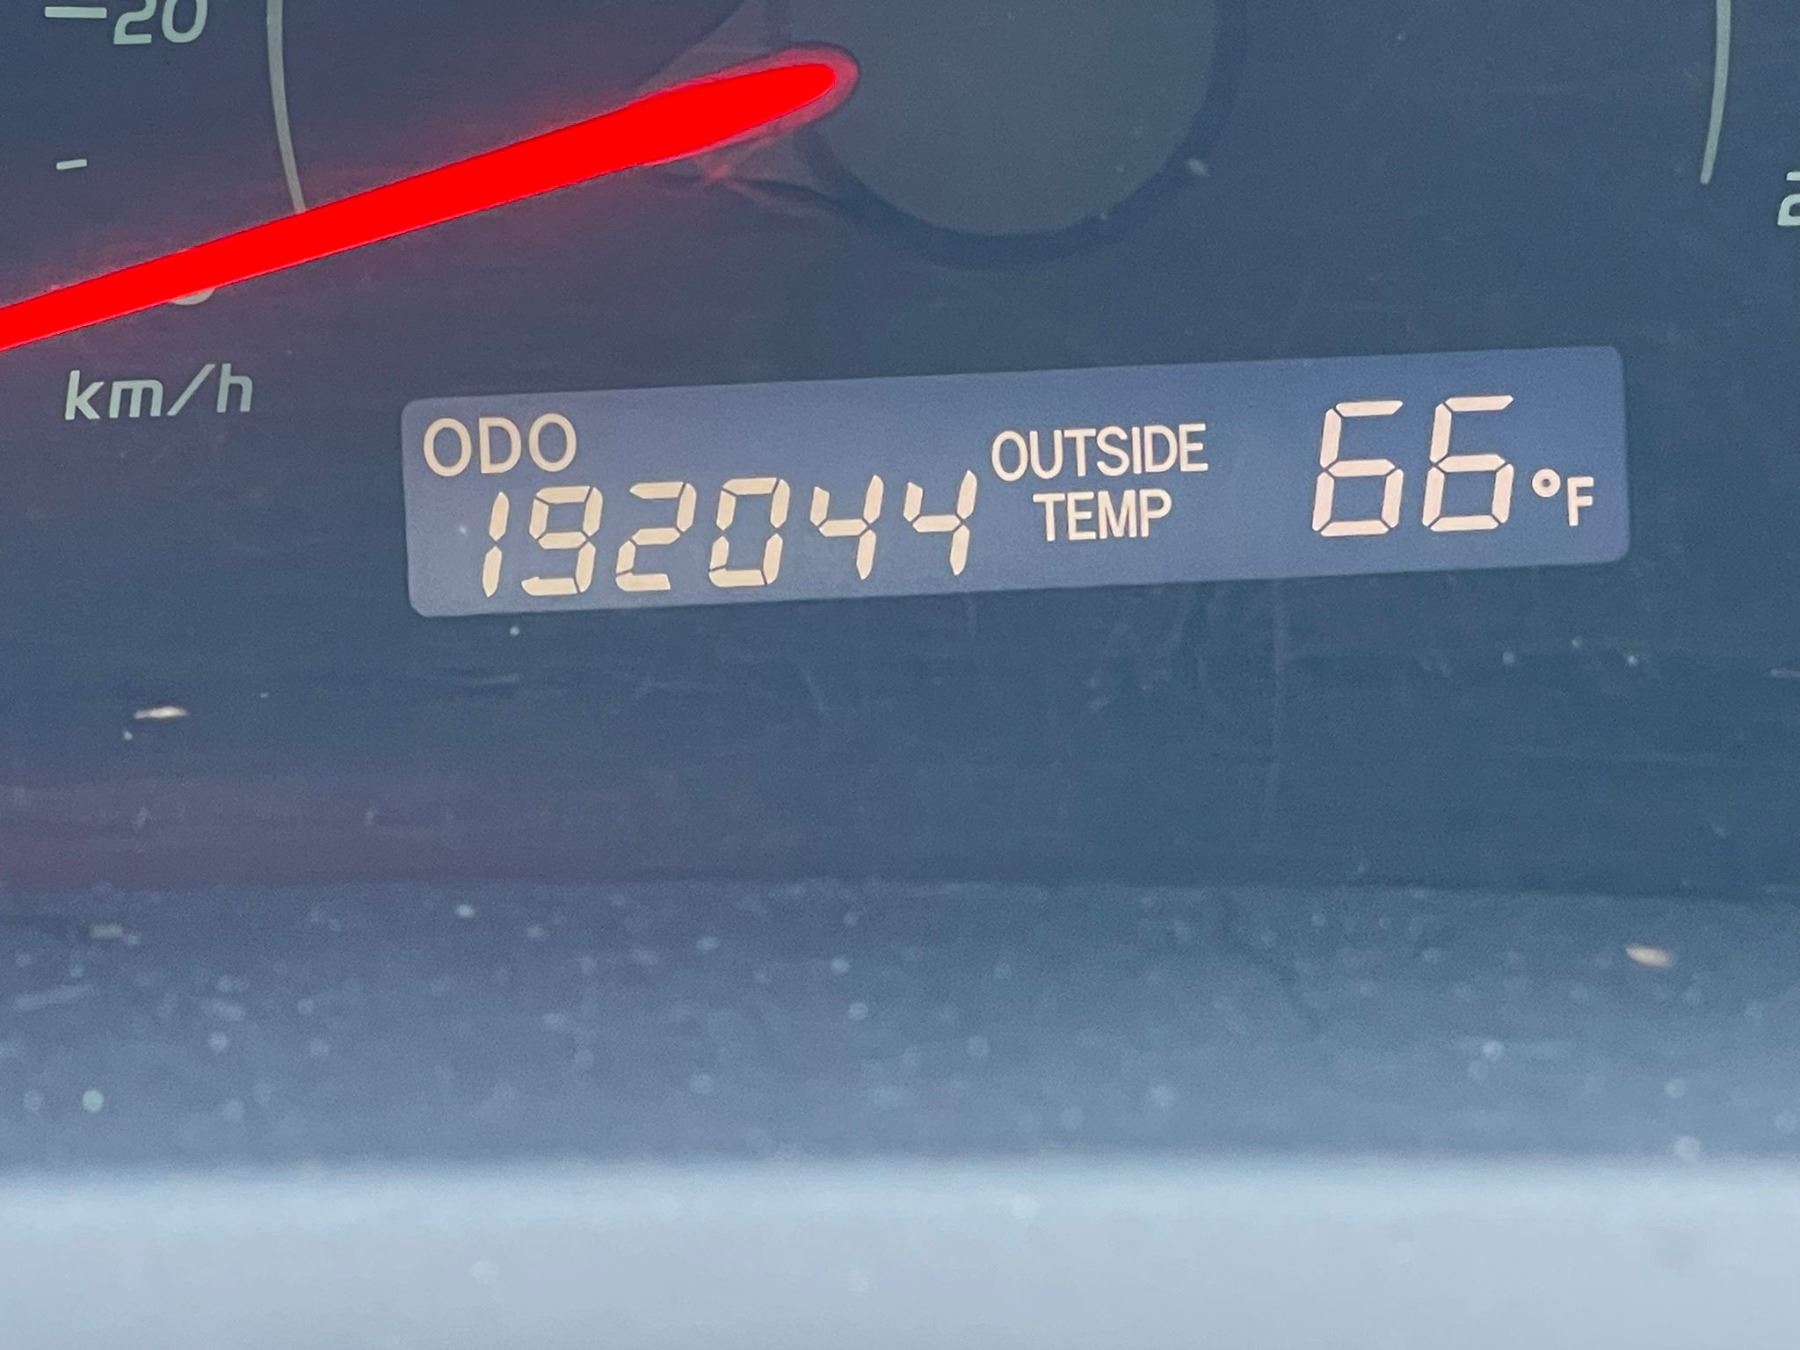 20
km/h
ODO
192044
OUTSIDE
TEMP
66°F